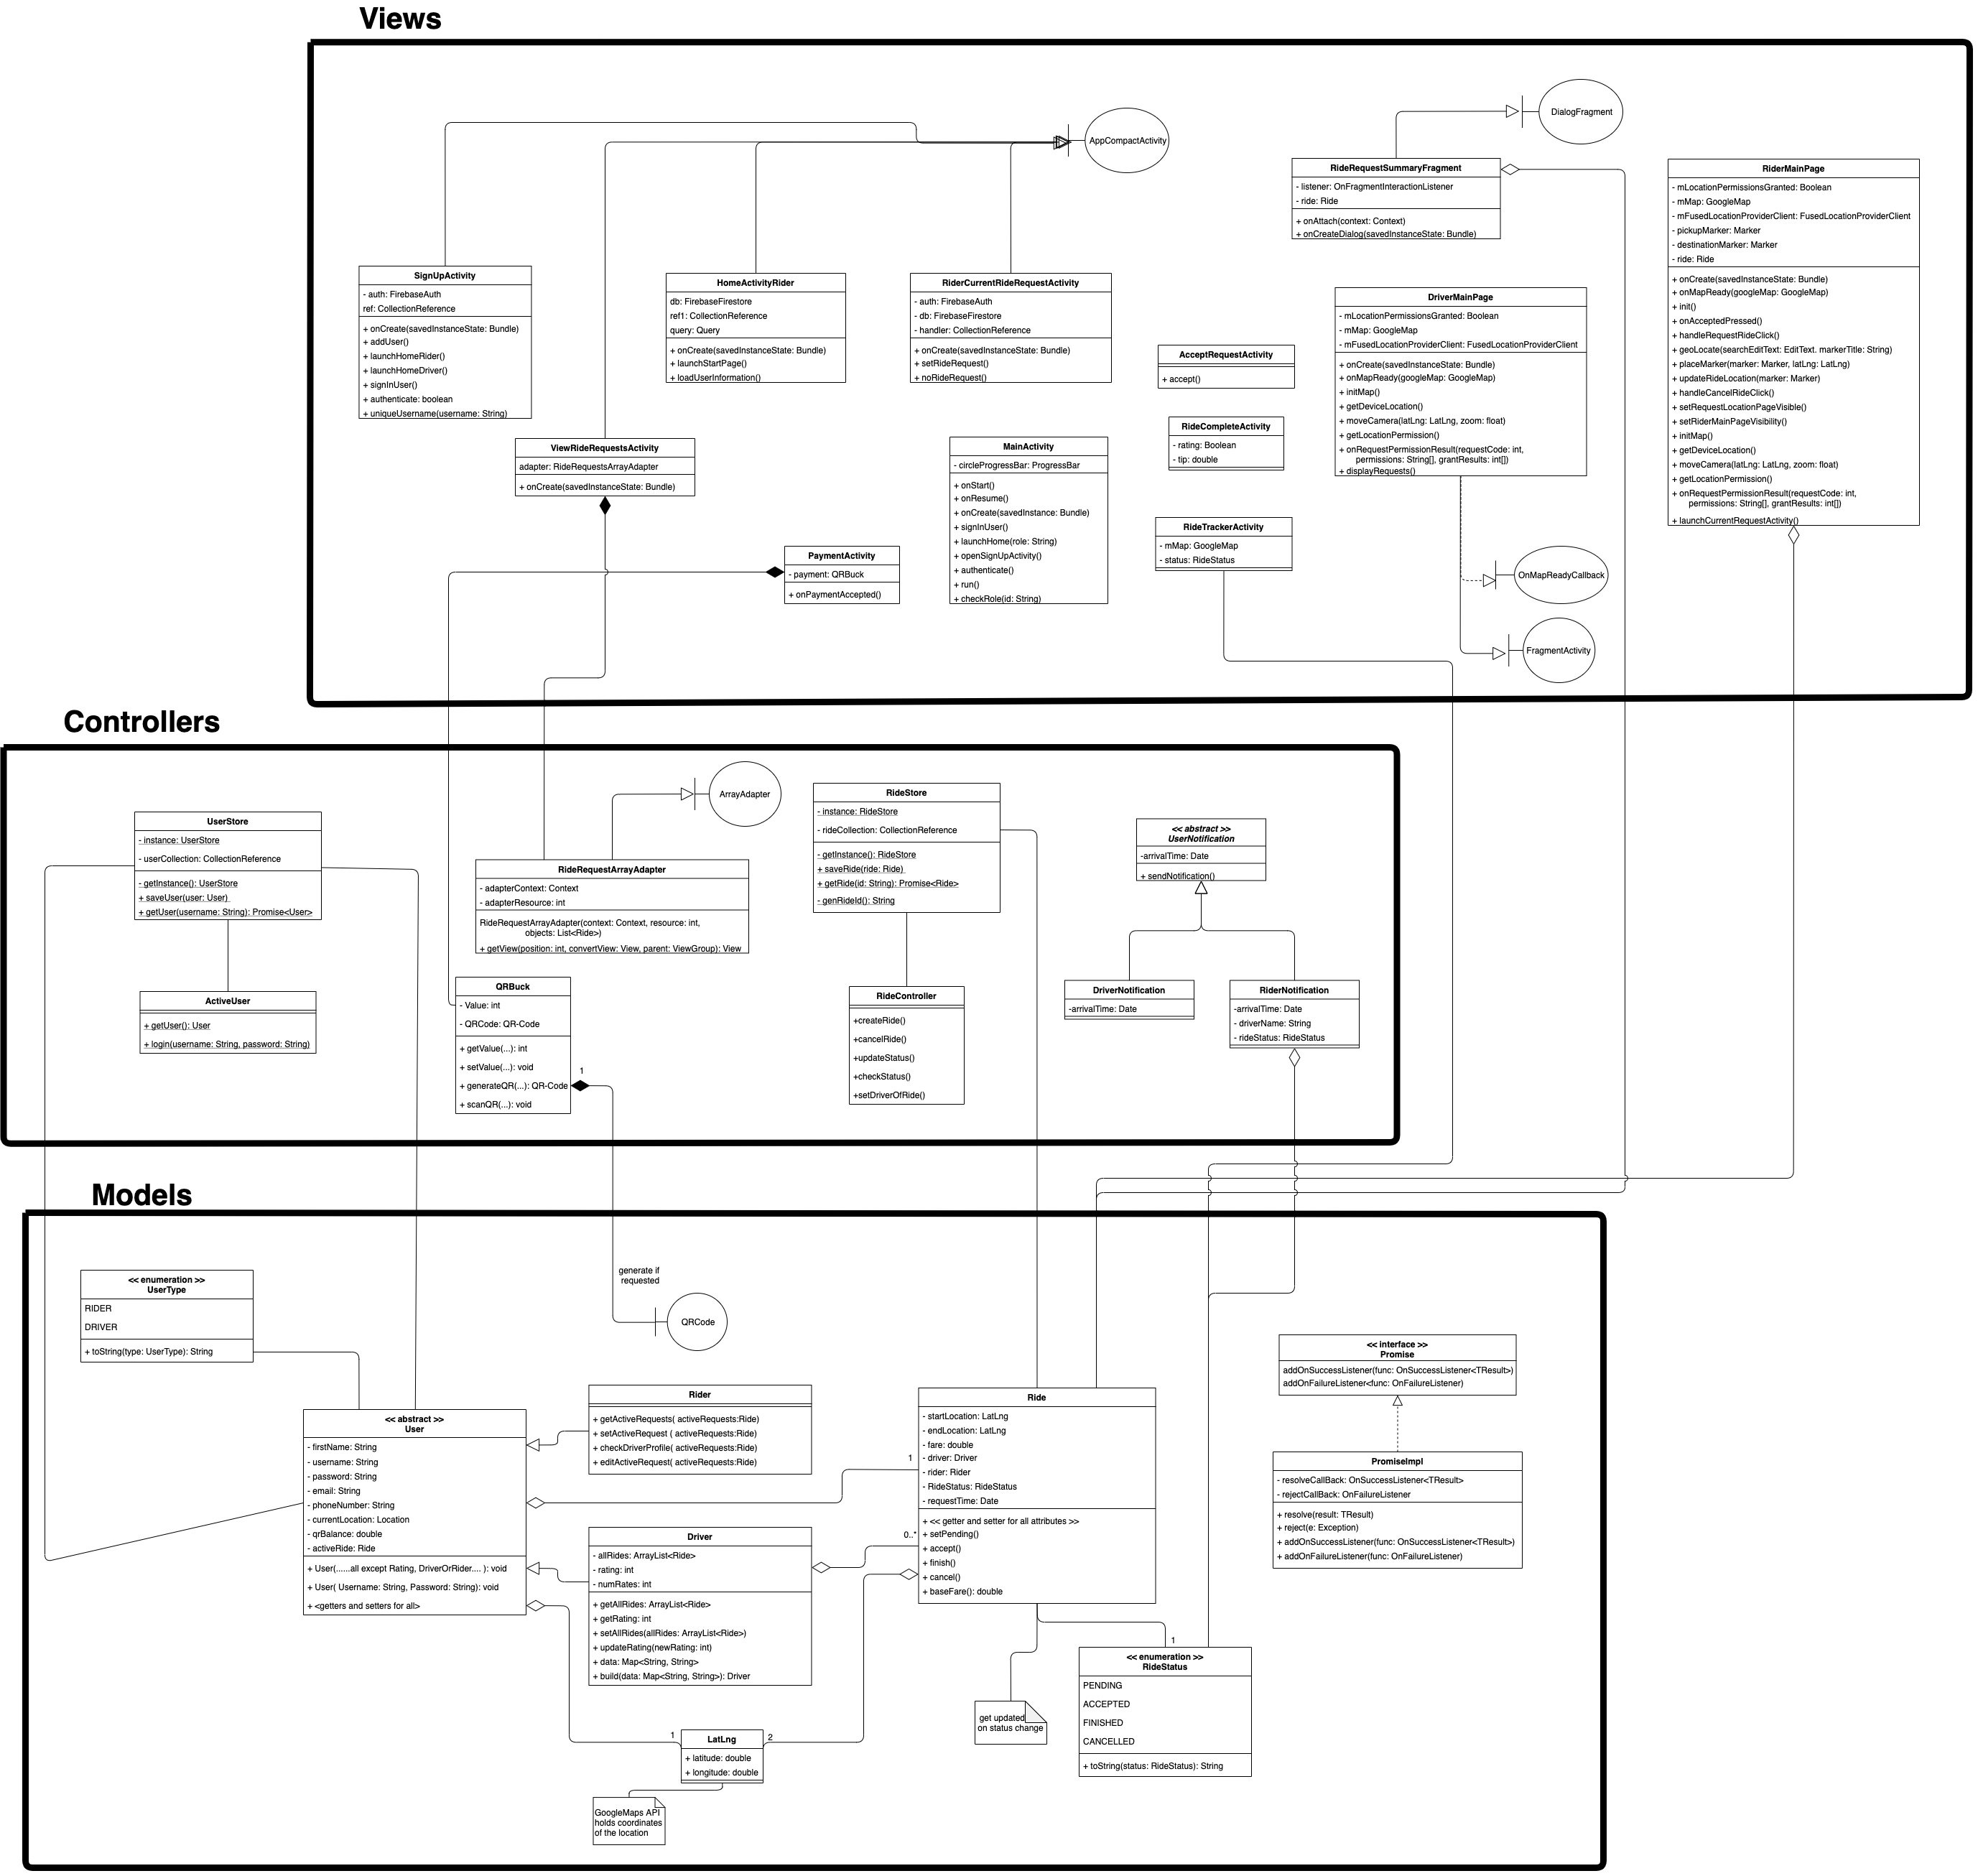 Views
AppCompactActivity
DialogFragment
SignUpActivity
- auth: FirebaseAuth
ref: CollectionReference
+ onCreate(savedInstanceState: Bundle)
+ addUser()
+ launchHomeRider()
+ launchHomeDriver()
+ signInUser()
+ authenticate: boolean
+ uniqueUsername(username: String)
ViewRideRequestsActivity
adapter: RideRequestsArrayAdapter
+ onCreate(savedInstanceState: Bundle)
HomeActivityRider
db: FirebaseFirestore
ref1: CollectionReference
query: Query
+ onCreate(savedInstanceState: Bundle)
+ launchStartPage()
+ loadUserInformation()
RiderCurrentRideRequestActivity
- auth: FirebaseAuth
- db: FirebaseFirestore
- handler: CollectionReference
+ onCreate(savedInstanceState: Bundle)
+ setRideRequest()
+ noRideRequest()
PaymentActivity
- payment: QRBuck
+ onPaymentAccepted()
MainActivity
- circleProgressBar: ProgressBar
+ onStart()
+ onResume()
+ onCreate(savedInstance: Bundle)
+ signInUser()
+ launchHome(role: String)
+ openSignUpActivity()
+ authenticate()
+ run()
+ checkRole(id: String)
AcceptRequestActivity
+ accept()
RideCompleteActivity
- rating: Boolean
- tip: double
RideTrackerActivity
- mMap: GoogleMap
- status: RideStatus
RideRequestSummaryFragment
- listener: OnFragmentInteractionListener
- ride: Ride
+ onAttach(context: Context)
+ onCreateDialog(savedInstanceState: Bundle)
DriverMainPage
- mLocationPermissionsGranted: Boolean
- mMap: GoogleMap
- mFusedLocationProviderClient: FusedLocationProviderClient
+ onCreate(savedInstanceState: Bundle)
+ onMapReady(googleMap: GoogleMap)
+ initMap()
+ getDeviceLocation()
+ moveCamera(latLng: LatLng, zoom: float)
+ getLocationPermission()
+ onRequestPermissionResult(requestCode: int,
permissions: String[], grantResults: int[])
+ displayRequests()
OnMapReadyCallback
FragmentActivity
RiderMainPage
- mLocationPermissionsGranted: Boolean
- mMap: GoogleMap
- mFusedLocationProviderClient: FusedLocationProviderClient
- pickupMarker: Marker
- destinationMarker: Marker
- ride: Ride
+ onCreate(savedInstanceState: Bundle)
+ onMapReady(googleMap: GoogleMap)
+ init()
+ onAcceptedPressed()
+ handleRequestRideClick()
+ geoLocate(searchEditText: EditText. markerTitle: String)
+ placeMarker(marker: Marker, latLng: LatLng)
+ updateRideLocation(marker: Marker)
+ handleCancelRideClick()
+ setRequestLocationPageVisible()
+ setRiderMainPageVisibility()
+ initMap()
+ getDeviceLocation()
+ moveCamera(latLng: LatLng, zoom: float)
+ getLocationPermission()
+ onRequestPermissionResult(requestCode: int,
permissions: String[], grantResults: int[])
+ launchCurrentRequestActivity()
Controllers
UserStore
- instance: UserStore
- userCollection: CollectionReference
- getInstance(): UserStore
+ saveUser(user: User)
+ getUser(username: String): Promise<User>
ActiveUser
+ getUser(): User
+ login(username: String, password: String)
ArrayAdapter
RideRequestArrayAdapter
- adapterContext: Context
- adapterResource: int
RideRequestArrayAdapter(context: Context, resource: int,
objects: List<Ride>)
+ getView(position: int, convertView: View, parent: ViewGroup): View
QRBuck
- Value: int
- QRCode: QR-Code
+ getValue(...): int
+ setValue(...): void
+ generateQR(...): QR-Code
+ scanQR(...): void
1
RideStore
- instance: RideStore
- rideCollection: CollectionReference
- getInstance(): RideStore
+ saveRide(ride: Ride)
+ getRide(id: String): Promise<Ride>
- genRideId(): String
RideController
+createRide()
+cancelRide()
+updateStatus()
+checkStatus()
+setDriverOfRide()
<< abstract >>
UserNotification
-arrivalTime: Date
+ sendNotification()
DriverNotification
-arrivalTime: Date
RiderNotification
-arrivalTime: Date
- driverName: String
- rideStatus: RideStatus
Models
<< enumeration >>
UserType
RIDER
DRIVER
+ toString(type: UserType): String
generate if
requested
QRCode
<< abstract >>
User
- firstName: String
- username: String
- password: String
- email: String
- phoneNumber: String
- currentLocation: Location
- qrBalance: double
- activeRide: Ride
+ User(......all except Rating, DriverOrRider.... ): void
+ User( Username: String, Password: String): void
+ <getters and setters for all>
Rider
+ getActiveRequests( activeRequests:Ride)
+ setActiveRequest ( activeRequests:Ride)
+ checkDriverProfile( activeRequests:Ride)
+ editActiveRequest( activeRequests:Ride)
Driver
- allRides: ArrayList<Ride>
- rating: int
- numRates: int
+ getAllRides: ArrayList<Ride>
+ getRating: int
+ setAllRides(allRides: ArrayList<Ride>)
+ updateRating(newRating: int)
+ data: Map<String, String>
+ build(data: Map<String, String>): Driver
1
0..*
Ride
- startLocation: LatLng
- endLocation: LatLng
- fare: double
- driver: Driver
- rider: Rider
- RideStatus: RideStatus
- requestTime: Date
+ << getter and setter for all attributes >>
+ setPending()
+ accept()
+ finish()
+ cancel()
+ baseFare(): double
1
2
LatLng
+ latitude: double
+ longitude: double
GoogleMaps API
holds coordinates
of the location
get updated
on status change
1
<< enumeration >>
RideStatus
PENDING
ACCEPTED
FINISHED
CANCELLED
+ toString(status: RideStatus): String
<< interface >>
Promise
addOnSuccessListener(func: OnSuccessListener<TResult>)
addOnFailureListener<func: OnFailureListener)
PromiseImpl
- resolveCallBack: OnSuccessListener<TResult>
- rejectCallBack: OnFailureListener
+ resolve(result: TResult)
+ reject(e: Exception)
+ addOnSuccessListener(func: OnSuccessListener<TResult>)
+ addOnFailureListener(func: OnFailureListener)